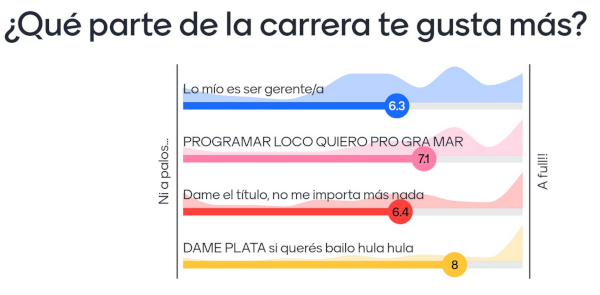 ¿Qué parte de la carrera te gusta más?
Lo mío es ser gerente/a
6.3
PROGRAMAR LOCO QUIERO PRO GRA MAR
7.1
Ni a palos...
A full!!
Dame el título, no me importa más nada
6.4
DAME PLATA si querés bailo hula hula
8